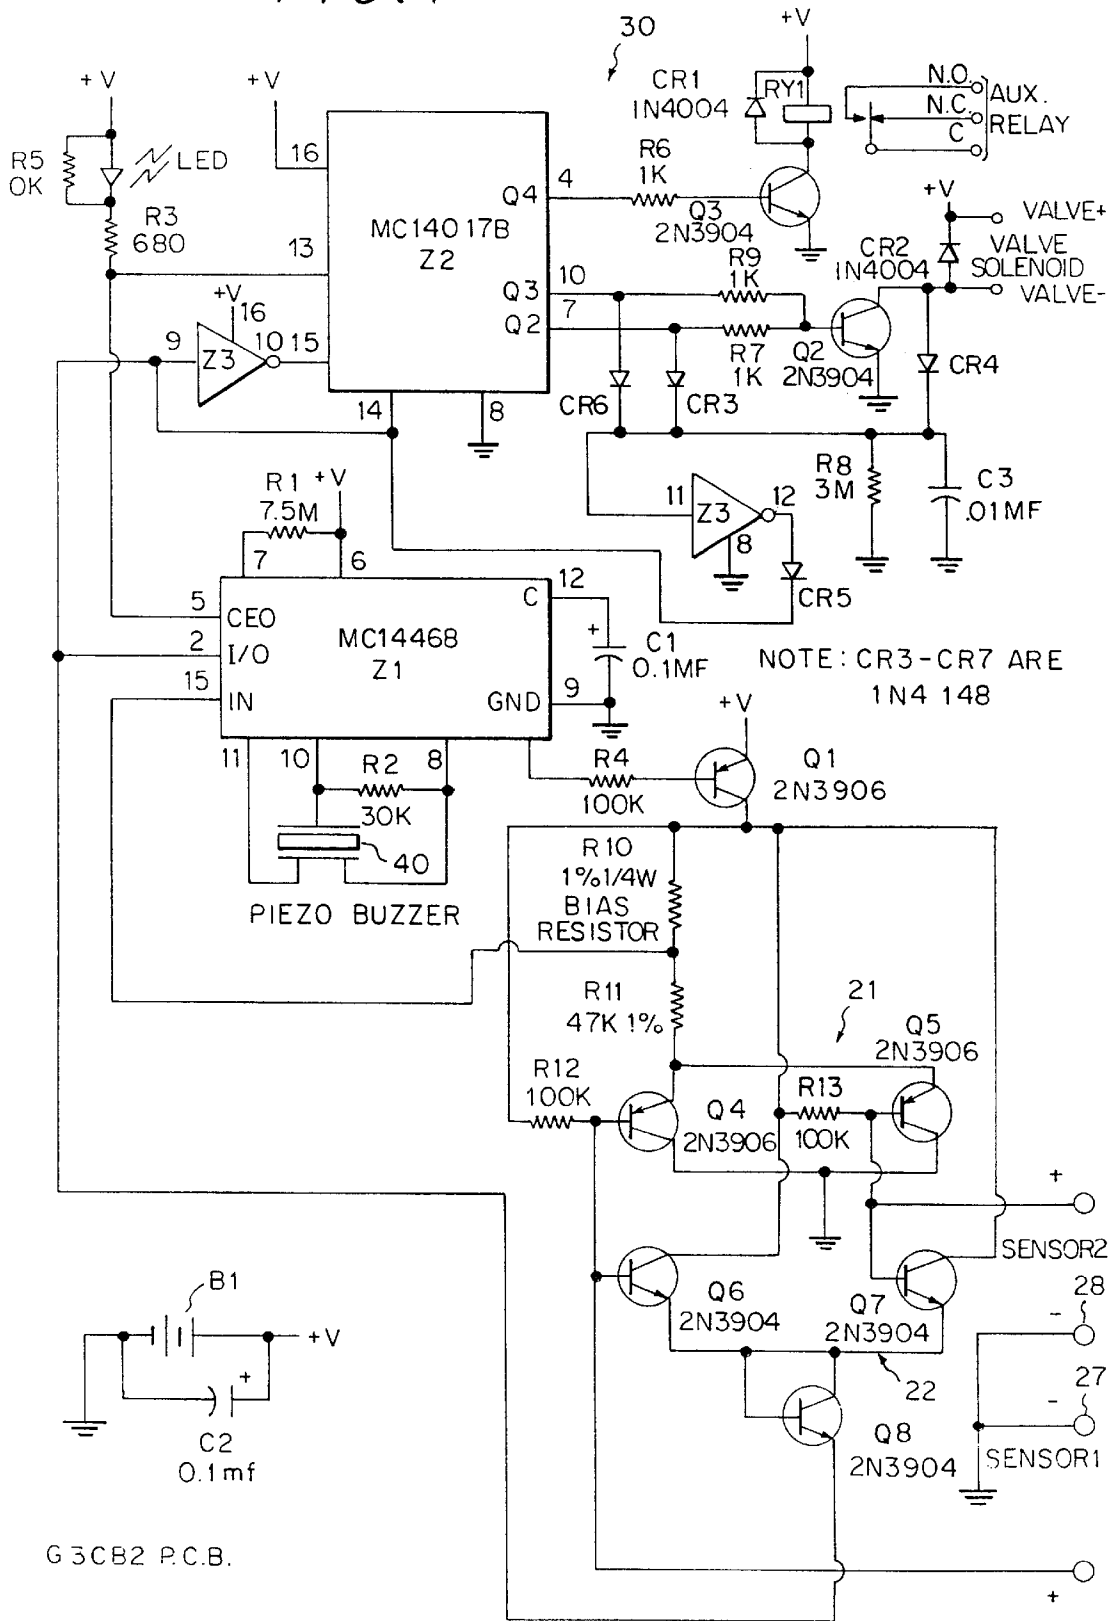 30
+V
+V
+V
CR1
1N4004
RY1
N.O.
N.C.
C
AUX.
RELAY
R5
0K
LED
R3
680
16
MC14017B
Z2
Q4
4
R6
1K
Q3
2N3904
+V
VALVE+
VALVE
SOLENOID
VALVE-
13
Q3
10
R9
1K
CR2
1N4004
Q2
7
R7
1K
Q2
2N3904
+V
16
9
Z3
10
15
14
8
CR6
CR3
CR4
R1
7.5M
+V
7
6
11
Z3
12
8
R8
3M
C3
.01MF
CR5
5
CEO
2
I/O
15
IN
MC14468
Z1
C
12
+
C1
0.1MF
GND
9
NOTE: CR3-CR7 ARE
1N4 148
11
10
R2
30K
8
40
PIEZO BUZZER
R4
100K
+V
Q1
2N3906
R10
1% 1/4W
BIAS
RESISTOR
R11
47K 1%
21
Q5
2N3906
R12
100K
Q4
2N3906
R13
100K
+
SENSOR2
Q6
2N3904
Q7
2N3904
-
28
22
-
27
SENSOR1
Q8
2N3904
B1
+V
+
C2
0.1mf
G3CB2 P.C.B.
+